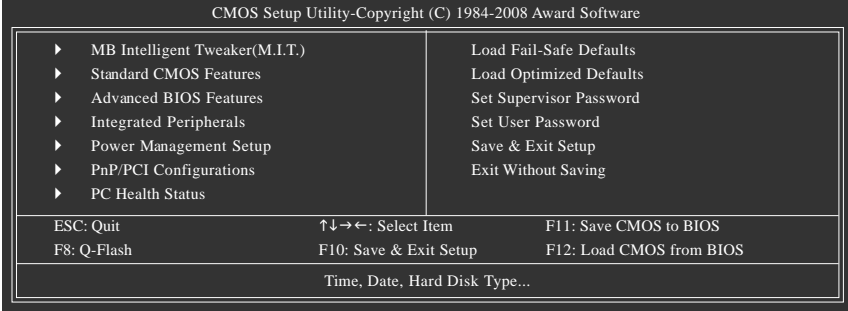 CMOS Setup Utility-Copyright (C) 1984-2008 Award Software
MB Intelligent Tweaker(M.I.T.)
Standard CMOS Features
Advanced BIOS Features
Integrated Peripherals
Power Management Setup
PnP/PCI Configurations
PC Health Status
Load Fail-Safe Defaults
Load Optimized Defaults
Set Supervisor Password
Set User Password
Save & Exit Setup
Exit Without Saving
ESC: Quit ↑↓→←: Select Item F11: Save CMOS to BIOS
F8: Q-Flash F10: Save & Exit Setup F12: Load CMOS from BIOS
Time, Date, Hard Disk Type...